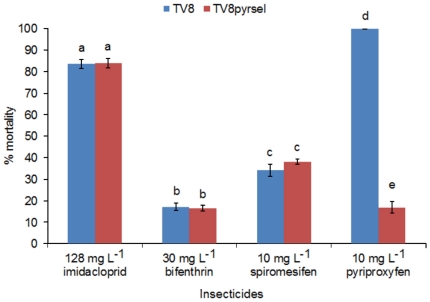 TV8 TV8pyrsel
d
a a
c c
b b
e
100
90
80
70
60
50
40
30
20
10
0
% mortality
128 mg L-1 30 mg L-1 10 mg L-1 10 mg L-1
imidacloprid bifenthrin spiromesifen pyriproxyfen
Insecticides